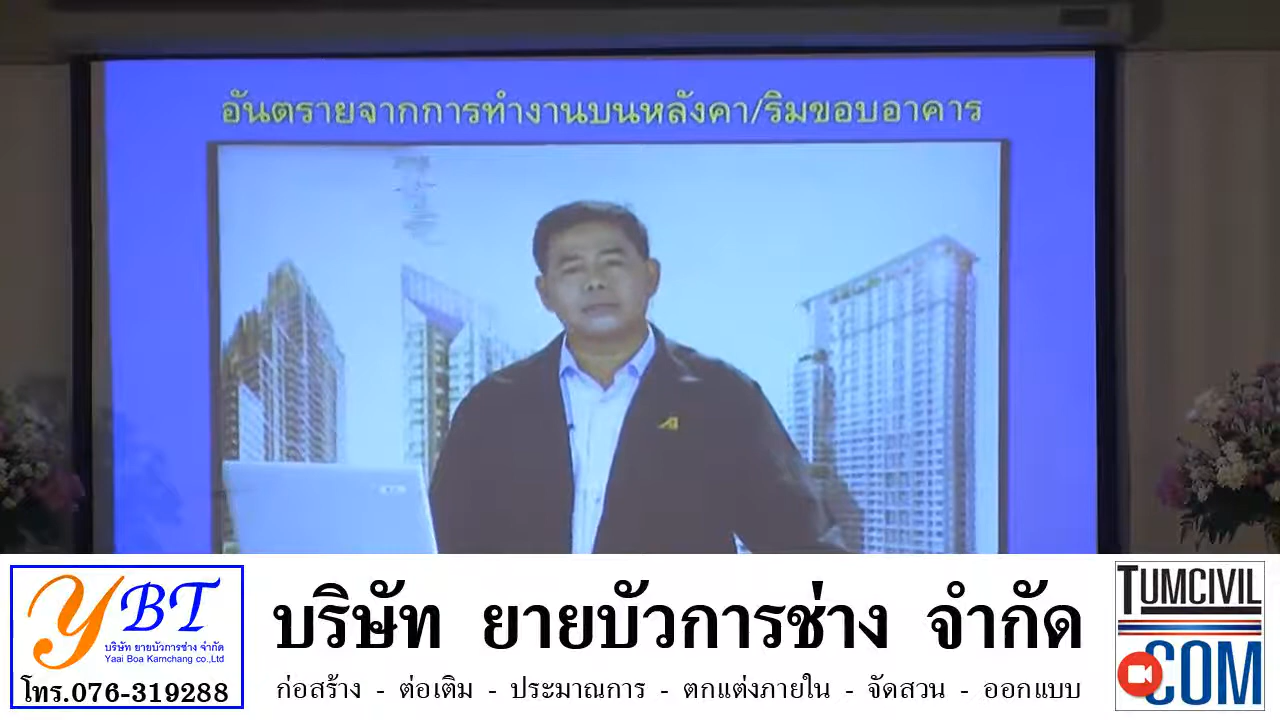 อันตรายจากการทำงานบนหลังคา/ริมขอบอาคาร
YBT
บริษัท ยายบัวการช่าง จำกัด
Yaai Boa Karnchang co.,Ltd
โทร.076-319288
บริษัท ยายบัวการช่าง จำกัด
ก่อสร้าง - ต่อเติม - ประมาณการ - ตกแต่งภายใน - จัดสวน - ออกแบบ
TUMCIVIL
.COM